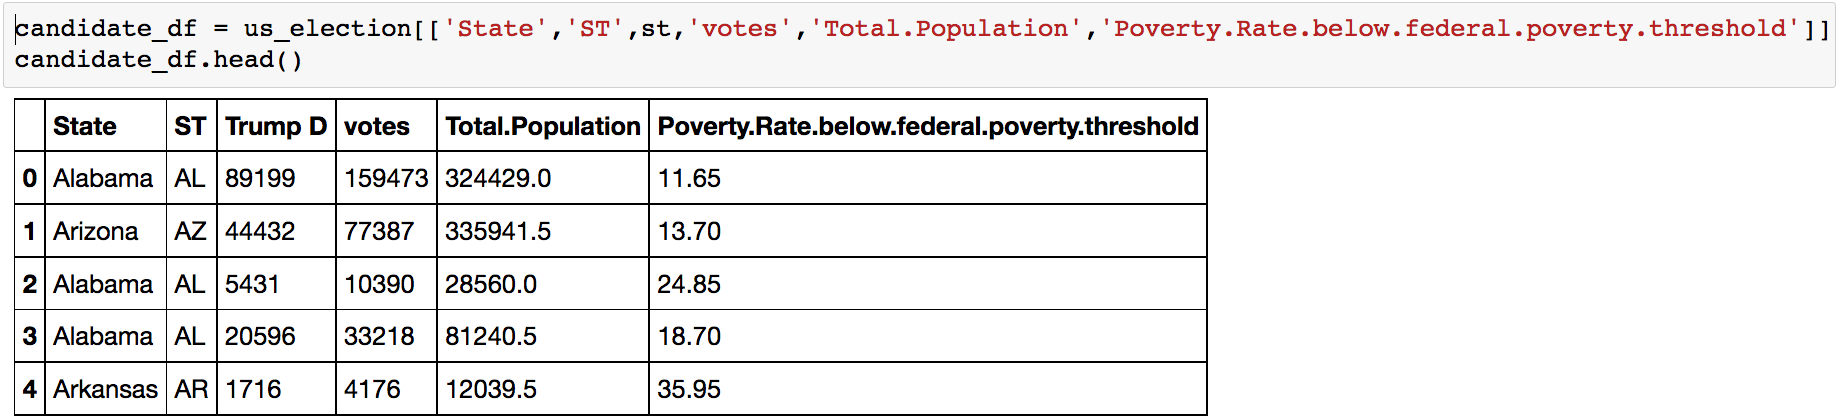 candidate_df = us_election[['State','ST',st,'votes','Total.Population','Poverty.Rate.below.federal.poverty.threshold']]
candidate_df.head()
State ST Trump D votes Total.Population Poverty.Rate.below.federal.poverty.threshold
0 Alabama AL 89199 159473 324429.0 11.65
1 Arizona AZ 44432 77387 335941.5 13.70
2 Alabama AL 5431 10390 28560.0 24.85
3 Alabama AL 20596 33218 81240.5 18.70
4 Arkansas AR 1716 4176 12039.5 35.95